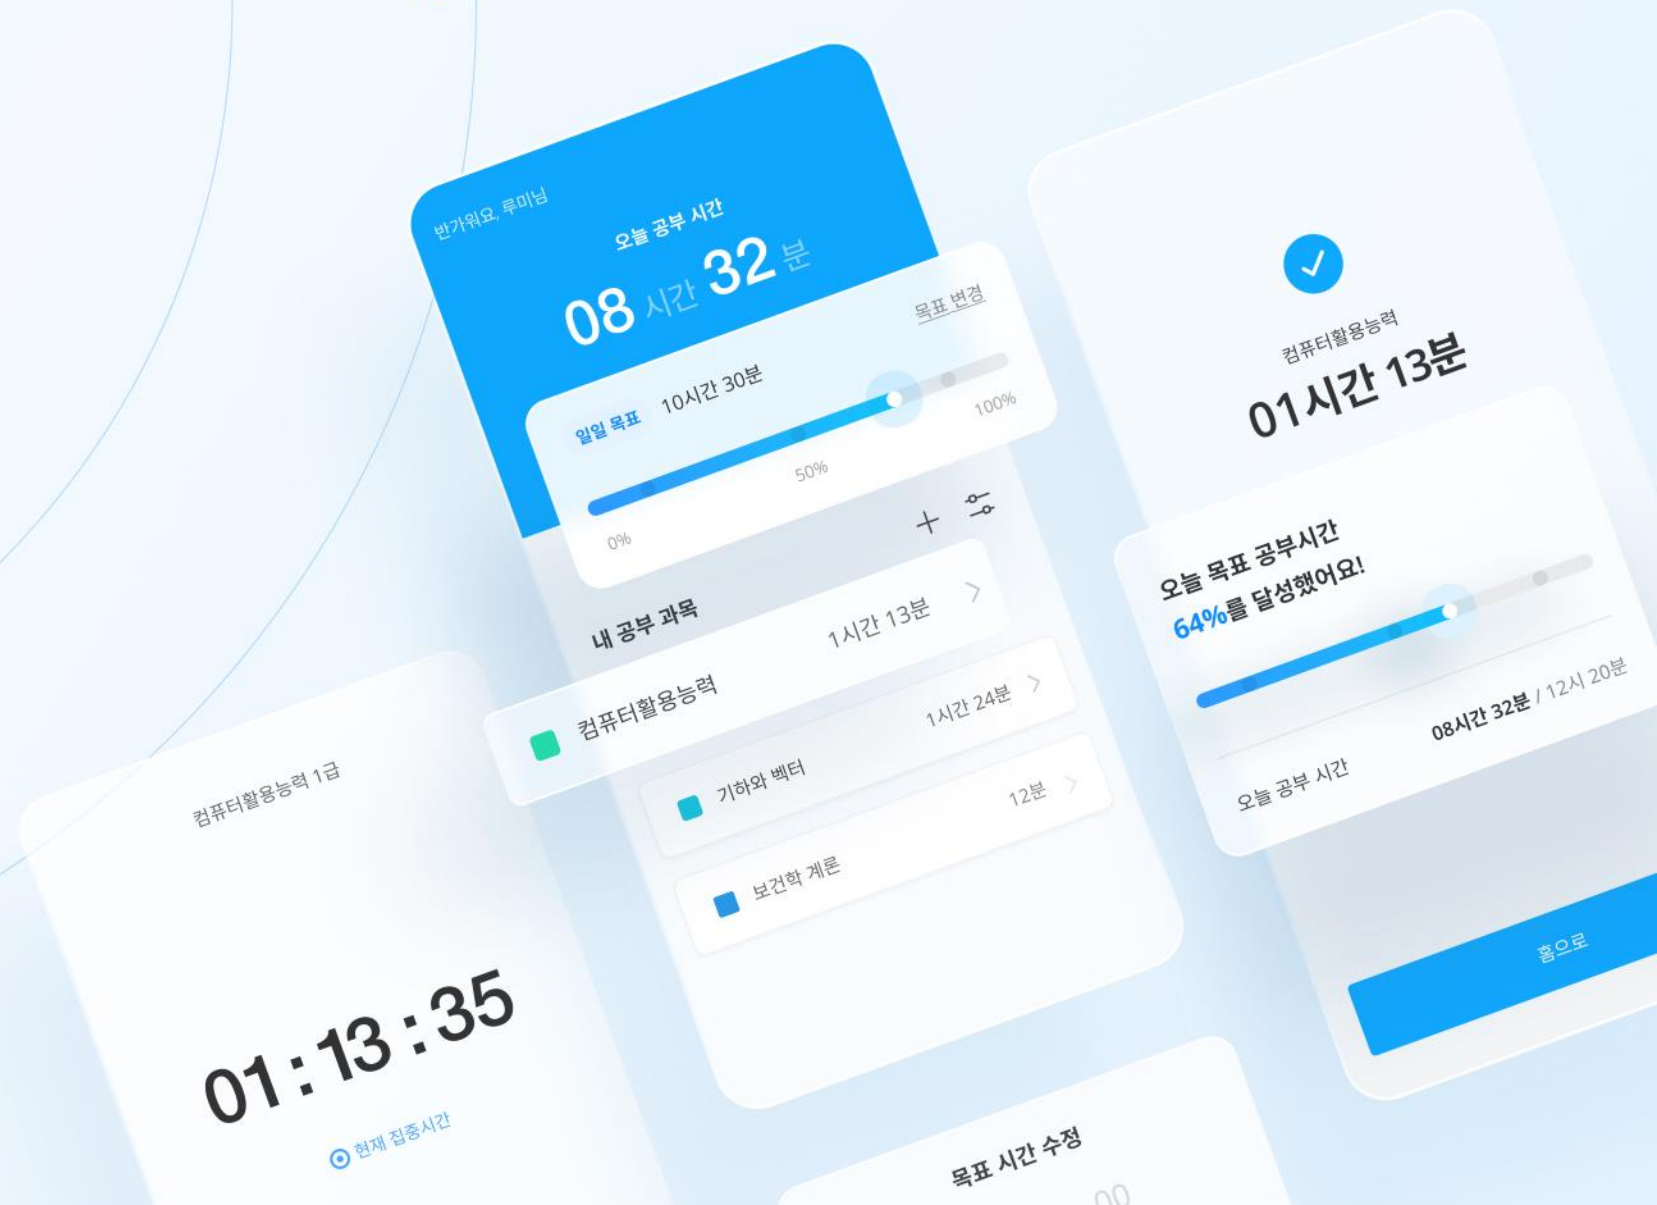 반가워요, 루미님
오늘 공부 시간
08 시간 32 분
일일 목표 10시간 30분
목표 변경
0%
50%
100%
내 공부 과목
컴퓨터활용능력
1시간 13분
기하와 벡터
1시간 24분
보건학 계론
12분
컴퓨터활용능력 1급
01 : 13 : 35
현재 집중시간
목표 시간 수정
00
컴퓨터활용능력
01시간 13분
오늘 목표 공부시간
64%를 달성했어요!
오늘 공부 시간
08시간 32분 / 12시 20분
홈으로